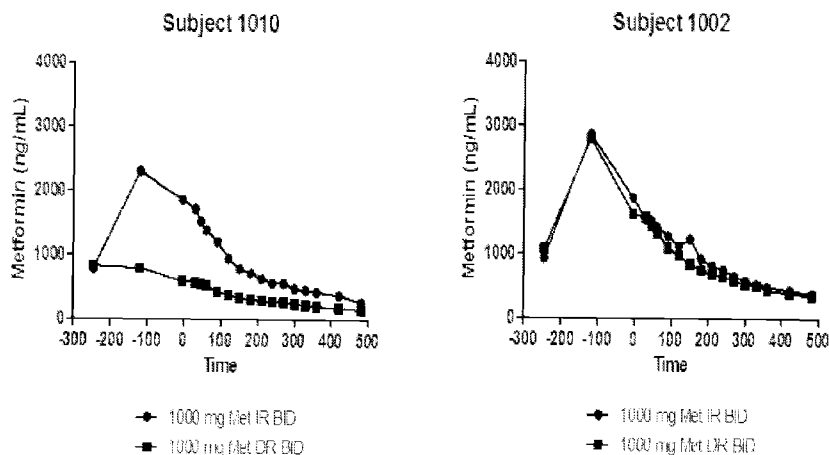 Subject 1010
4000
3000
2000
1000
0
Metformin (ng/mL)
-300 -200 -100 0 100 200 300 400 500
Time
1000 mg Met IR BID
1000 mg Met DR BID
Subject 1002
4000
3000
2000
1000
0
Metformin (ng/mL)
-300 -200 -100 0 100 200 300 400 500
Time
1000 mg Met IR BID
1000 mg Met DR BID